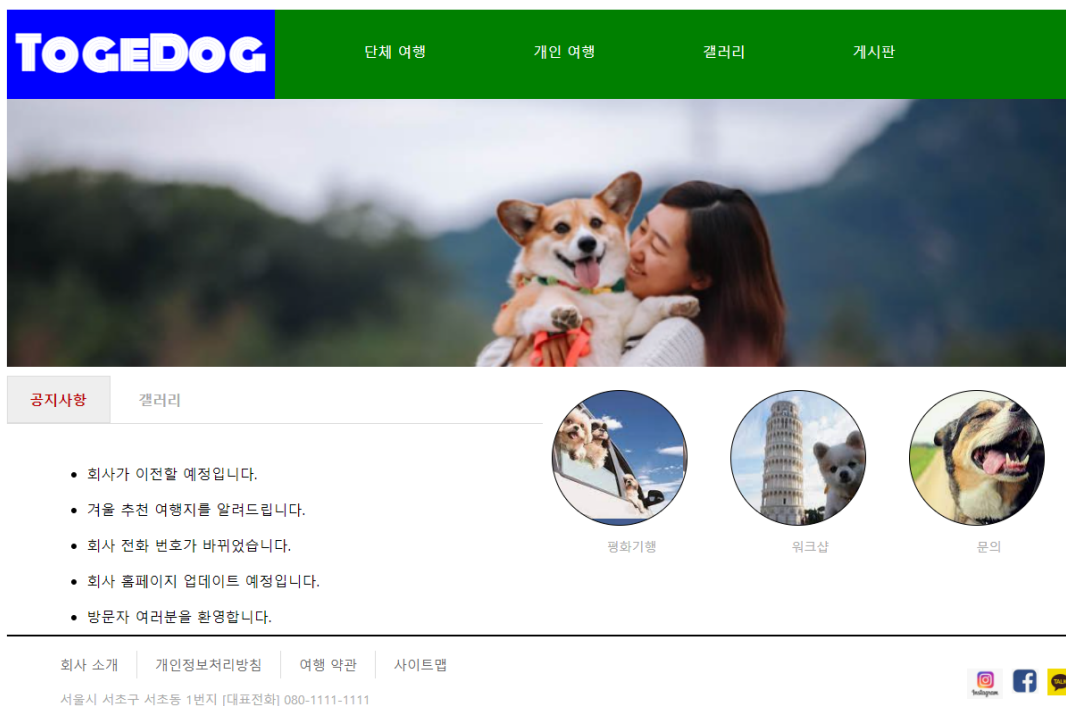 TOGEDOG
단체 여행 개인 여행 갤러리 게시판
공지사항 갤러리
• 회사가 이전할 예정입니다.
• 겨울 추천 여행지를 알려드립니다.
• 회사 전화 번호가 바뀌었습니다.
• 회사 홈페이지 업데이트 예정입니다.
• 방문자 여러분을 환영합니다.
평화기행 워크샵 문의
회사 소개 개인정보처리방침 여행 약관 사이트맵
서울시 서초구 서초동 1번지 [대표전화] 080-1111-1111
Instagram
TALK